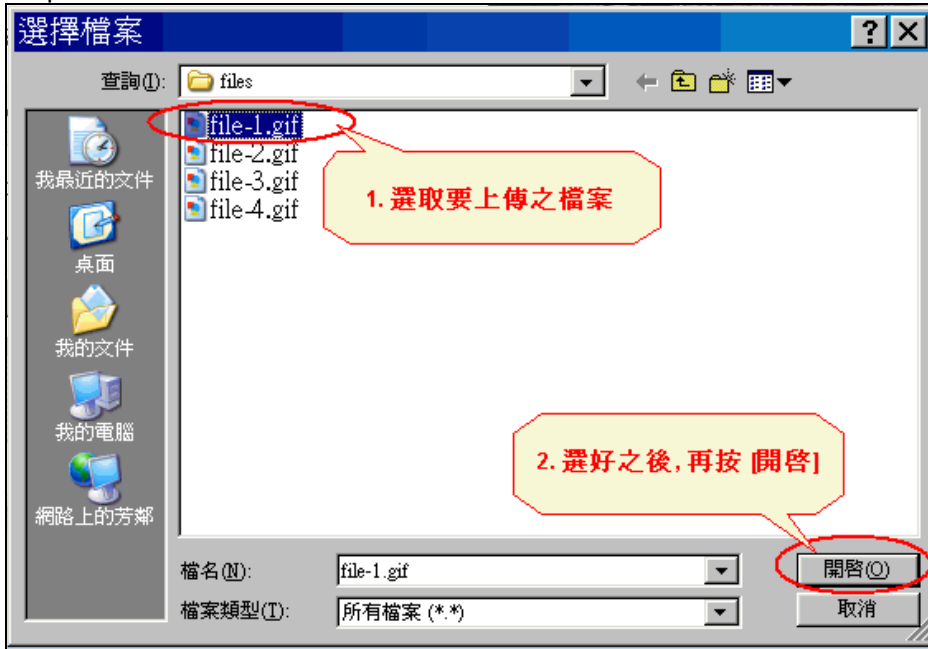 選擇檔案
查詢(I):
files
file-1.gif
file-2.gif
file-3.gif
file-4.gif
1. 選取要上傳之檔案
我最近的文件
桌面
我的文件
我的電腦
網路上的芳鄰
2. 選好之後, 再按 [開啓]
檔名(N):
file-1.gif
開啓(O)
檔案類型(T):
所有檔案 (*.*)
取消